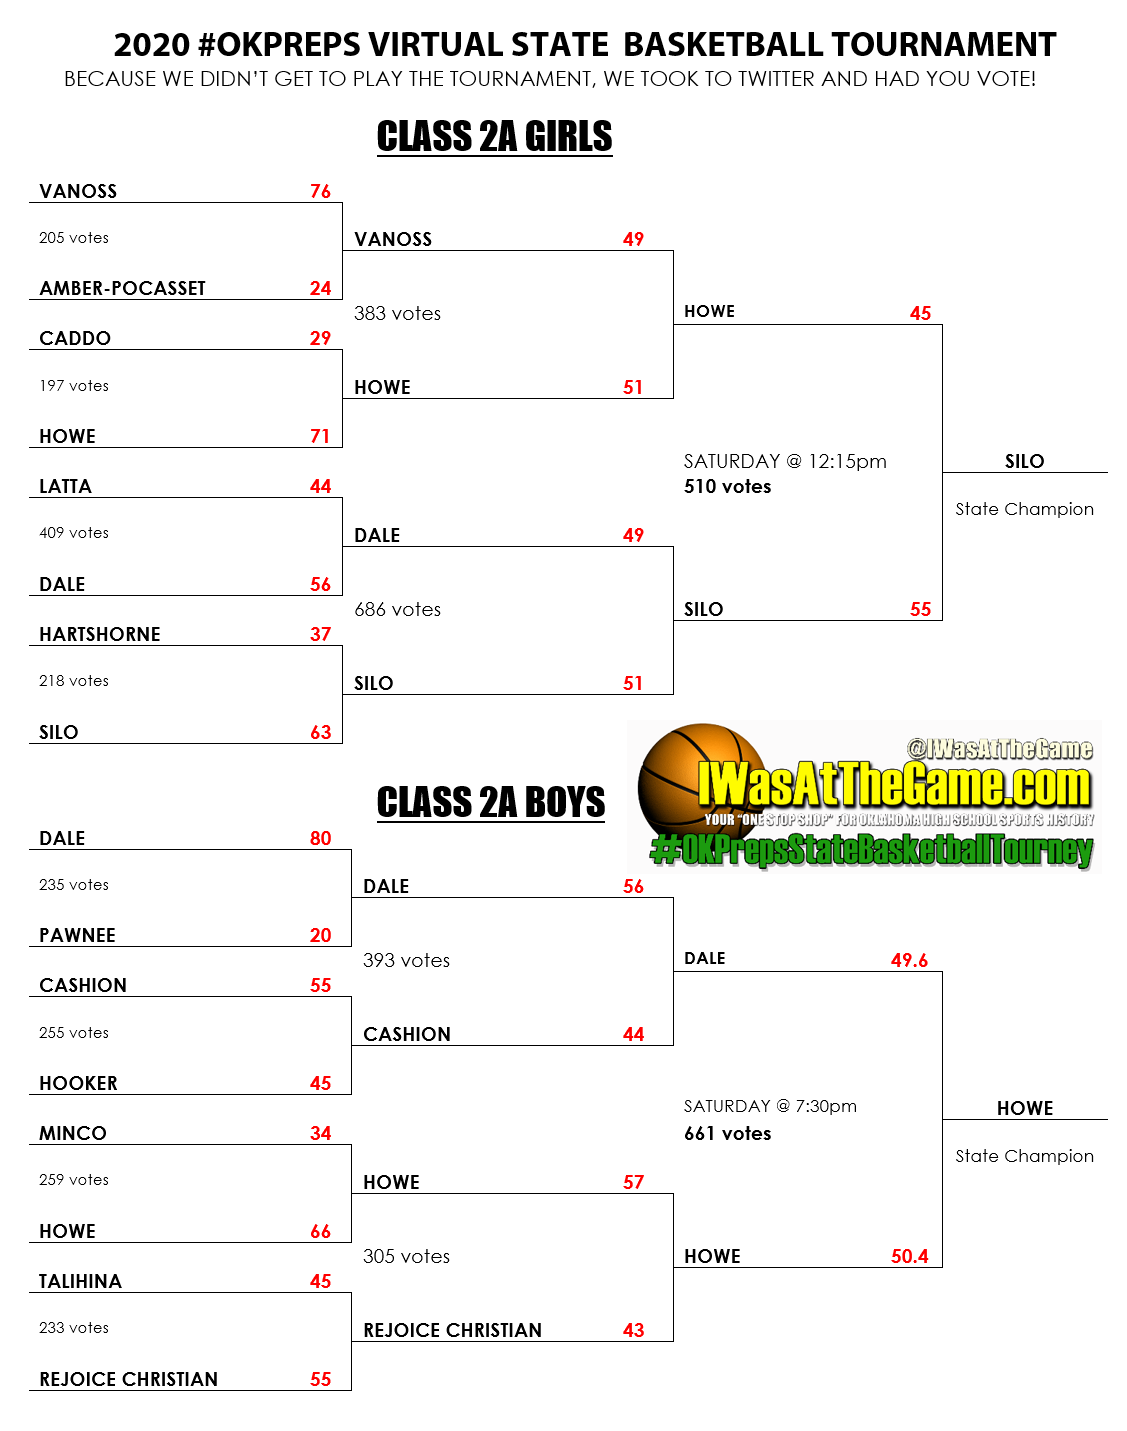 2020 #OKPREPS VIRTUAL STATE BASKETBALL TOURNAMENT
BECAUSE WE DIDN'T GET TO PLAY THE TOURNAMENT, WE TOOK TO TWITTER AND HAD YOU VOTE!
CLASS 2A GIRLS
VANOSS 76
205 votes
AMBER-POCASSET 24
CADDO 29
197 votes
HOWE 71
LATTA 44
409 votes
DALE 56
HARTSHORNE 37
218 votes
SILO 63
VANOSS 49
383 votes
HOWE 51
DALE 49
686 votes
SILO 51
HOWE 45
SATURDAY @ 12:15pm
510 votes
SILO 55
SILO
State Champion
@IWasAtTheGame
IWasAtTheGame.com
YOUR "ONE STOP SHOP" FOR OKLAHOMA HIGH SCHOOL SPORTS HISTORY
#OKPrepsStateBasketballTourney
CLASS 2A BOYS
DALE 80
235 votes
PAWNEE 20
CASHION 55
255 votes
HOOKER 45
MINCO 34
259 votes
HOWE 66
TALIHINA 45
233 votes
REJOICE CHRISTIAN 55
DALE 56
393 votes
CASHION 44
HOWE 57
305 votes
REJOICE CHRISTIAN 43
DALE 49.6
SATURDAY @ 7:30pm
661 votes
HOWE 50.4
HOWE
State Champion